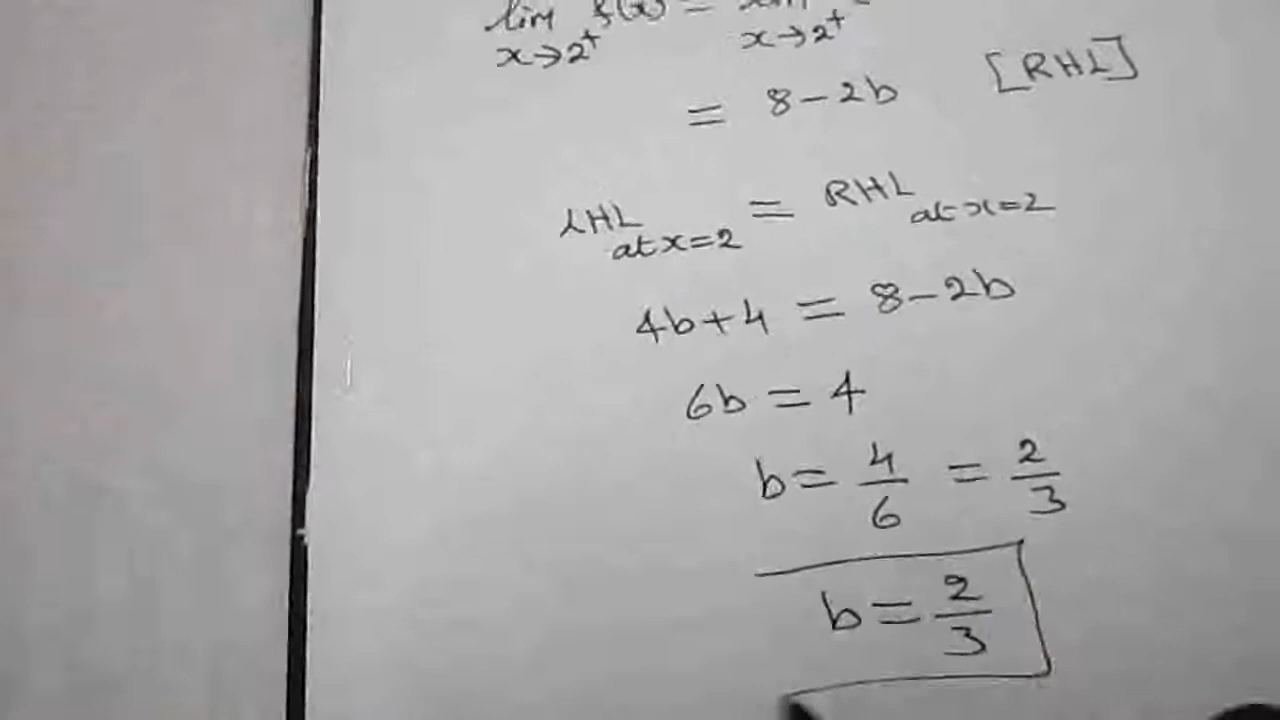 lim f(x) =
x→2⁺ x→2⁺
= 8-2b [RHL]
LHL at x=2 = RHL at x=2
4b+4 = 8-2b
6b = 4
b = 4/6 = 2/3
b = 2/3